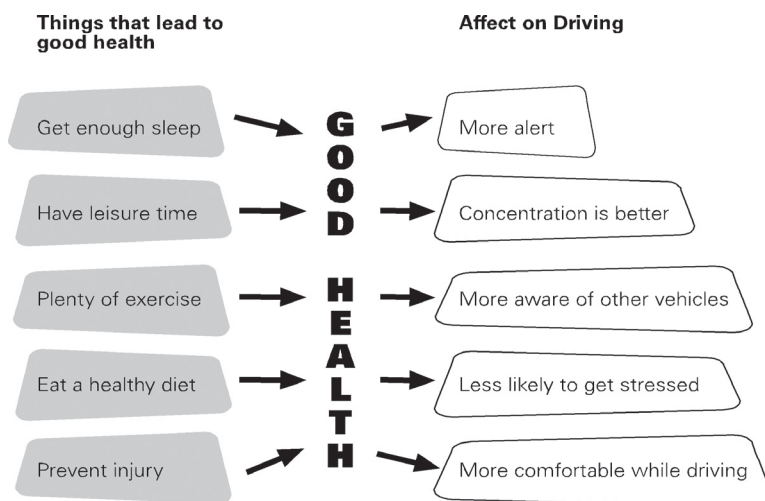 Things that lead to
good health
Affect on Driving
Get enough sleep
More alert
Have leisure time
Concentration is better
Plenty of exercise
More aware of other vehicles
Eat a healthy diet
Less likely to get stressed
Prevent injury
More comfortable while driving
GOOD
HEALTH